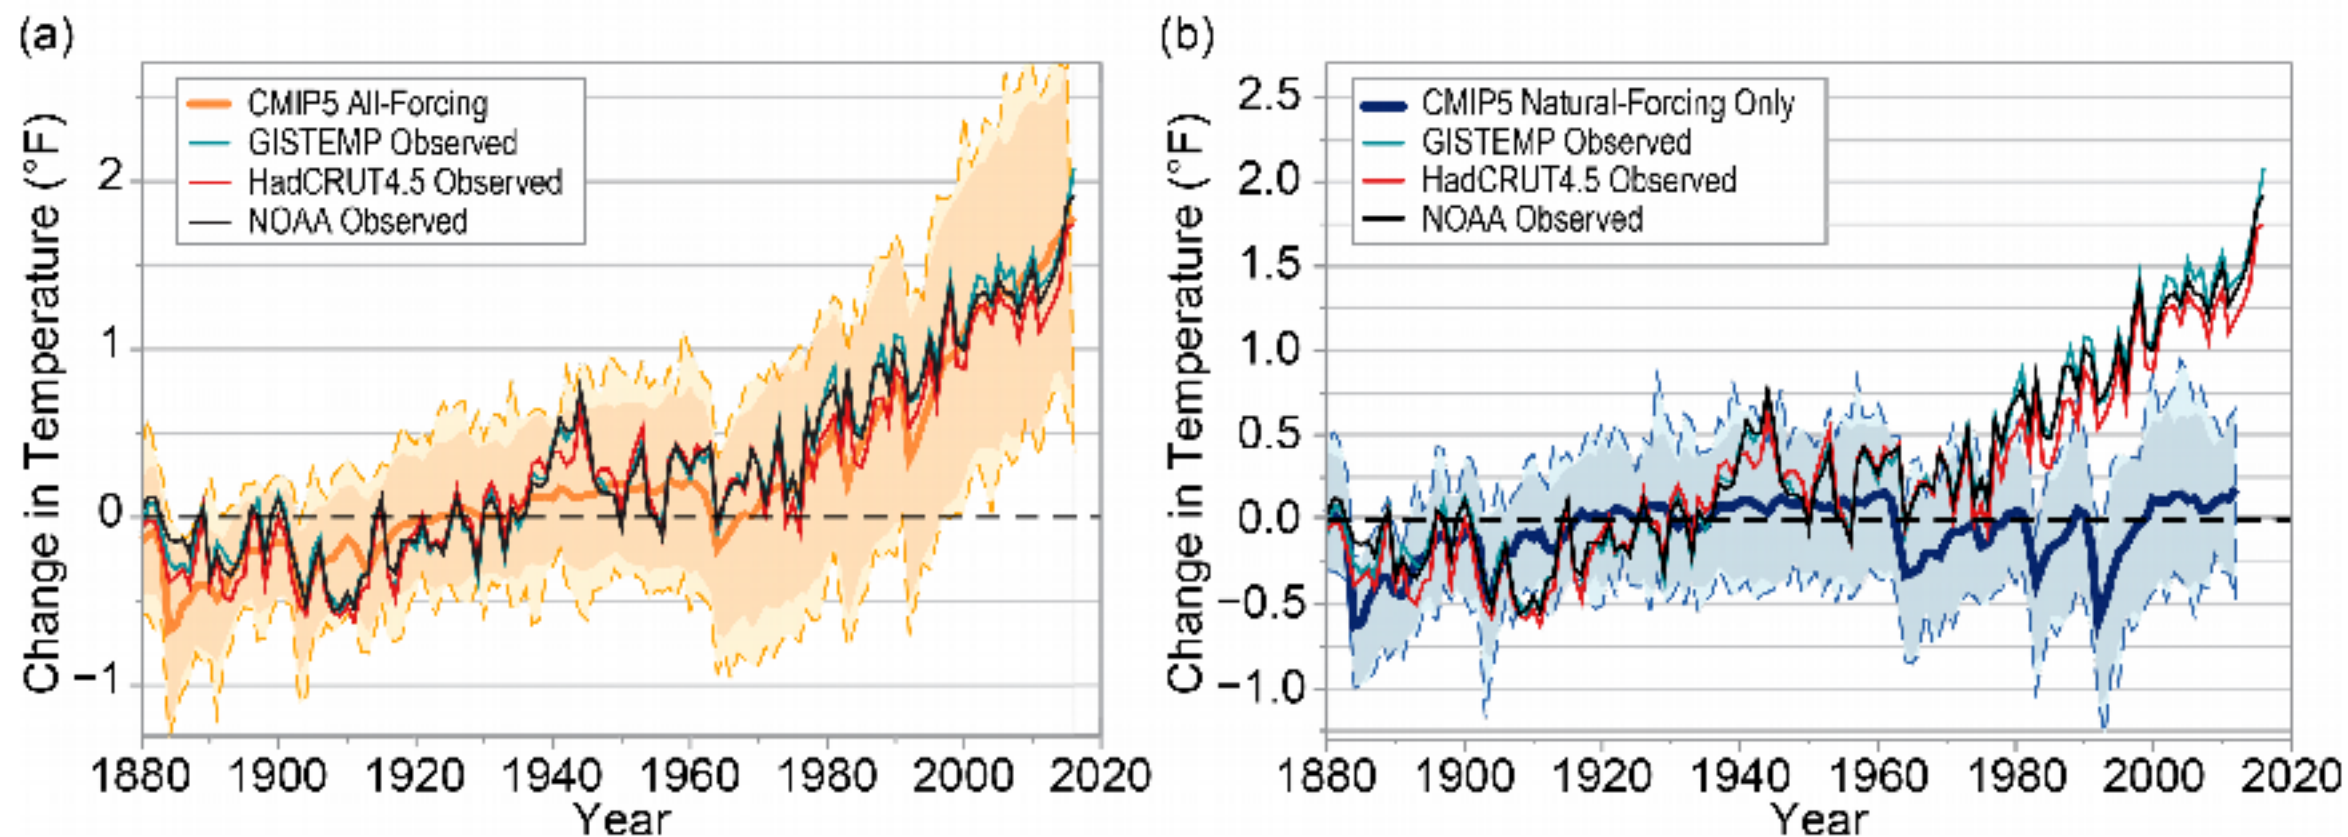 (a)
Change in Temperature (°F)
2
1
0
−1
CMIP5 All-Forcing
GISTEMP Observed
HadCRUT4.5 Observed
NOAA Observed
1880 1900 1920 1940 1960 1980 2000 2020
Year
(b)
Change in Temperature (°F)
2.5
2.0
1.5
1.0
0.5
0.0
−0.5
−1.0
CMIP5 Natural-Forcing Only
GISTEMP Observed
HadCRUT4.5 Observed
NOAA Observed
1880 1900 1920 1940 1960 1980 2000 2020
Year